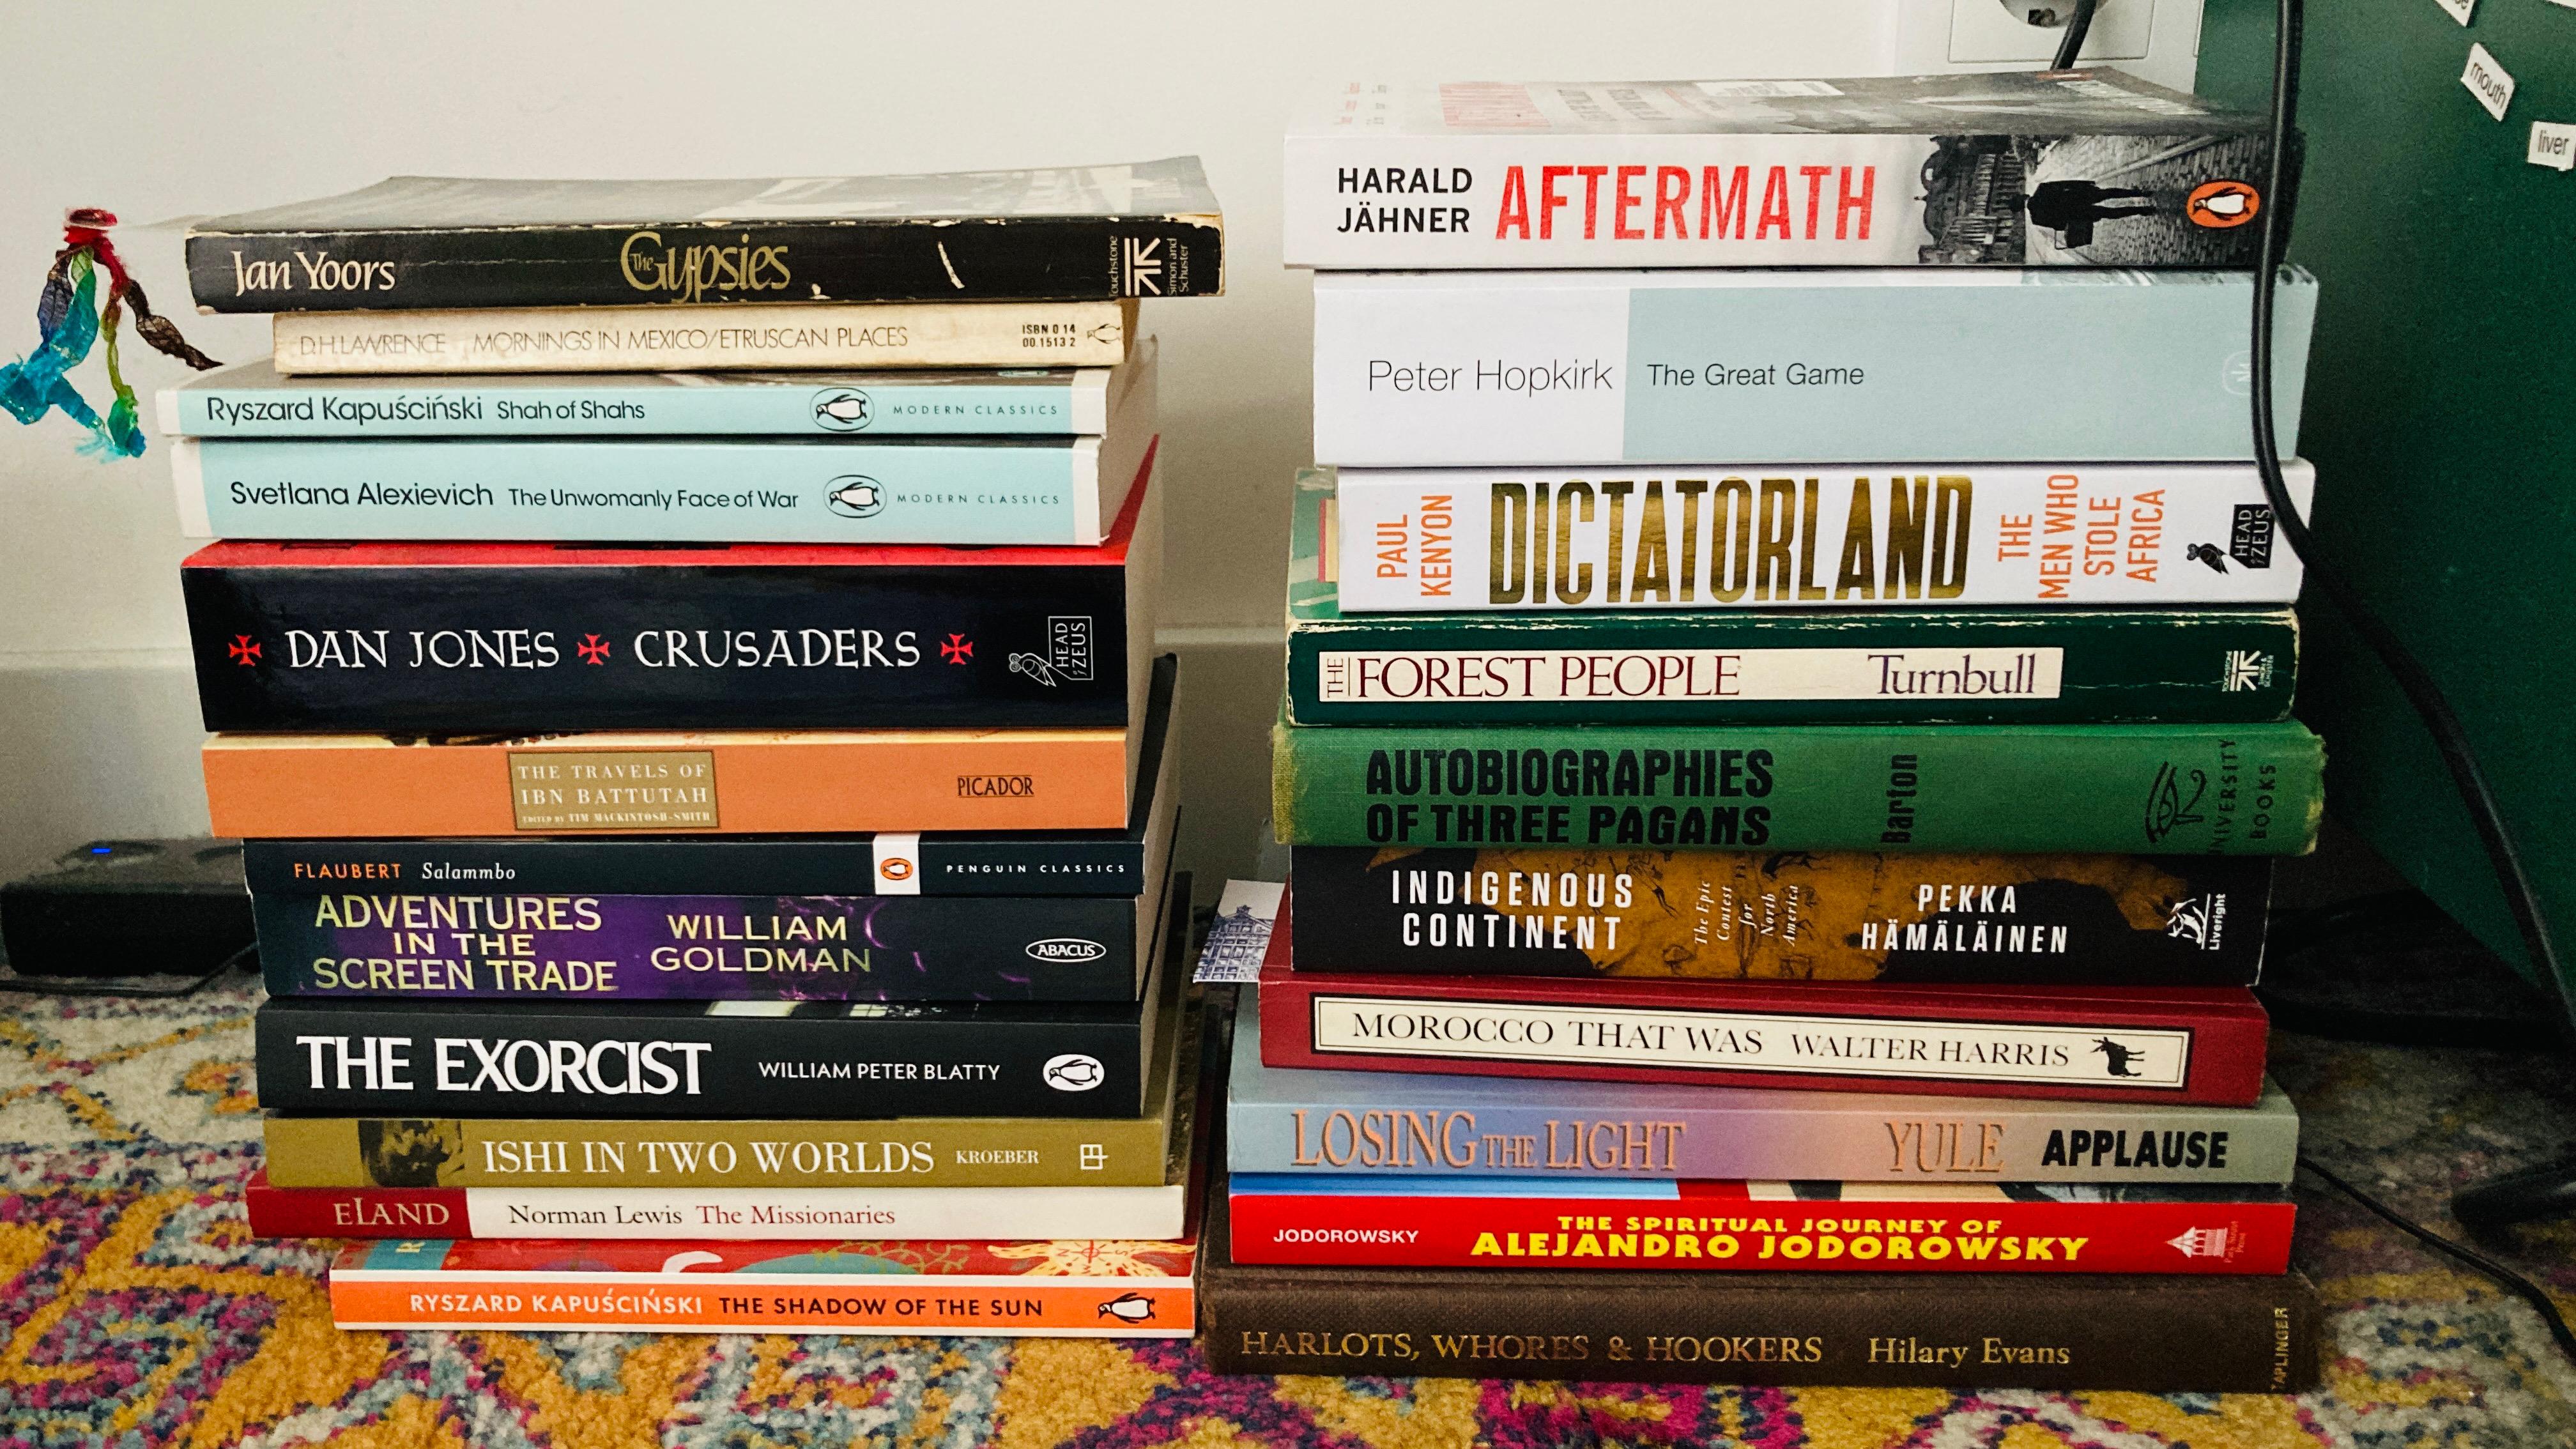 Jan Yoors The Gypsies Touchstone Simon and Schuster
D.H.LAWRENCE MORNINGS IN MEXICO/ETRUSCAN PLACES ISBN 0 14
00.1513 2
Ryszard Kapuściński Shah of Shahs MODERN CLASSICS
Svetlana Alexievich The Unwomanly Face of War MODERN CLASSICS
DAN JONES CRUSADERS HEAD of ZEUS
THE TRAVELS OF
IBN BATTUTAH
EDITED BY TIM MACKINTOSH-SMITH
PICADOR
FLAUBERT Salammbo PENGUIN CLASSICS
ADVENTURES
IN THE
SCREEN TRADE
WILLIAM
GOLDMAN
ABACUS
THE EXORCIST WILLIAM PETER BLATTY
ISHI IN TWO WORLDS KROEBER
ELAND Norman Lewis The Missionaries
RYSZARD KAPUŚCIŃSKI THE SHADOW OF THE SUN
HARALD
JÄHNER
AFTERMATH
Peter Hopkirk The Great Game
PAUL
KENYON
DICTATORLAND
THE
MEN WHO
STOLE
AFRICA
HEAD of ZEUS
THE FOREST PEOPLE Turnbull
AUTOBIOGRAPHIES
OF THREE PAGANS
Barton
UNIVERSITY
BOOKS
INDIGENOUS
CONTINENT
The Epic
Contest
for
North
America
PEKKA
HÄMÄLÄINEN
Liveright
MOROCCO THAT WAS WALTER HARRIS
LOSING THE LIGHT YULE APPLAUSE
JODOROWSKY
THE SPIRITUAL JOURNEY OF
ALEJANDRO JODOROWSKY
HARLOTS, WHORES & HOOKERS Hilary Evans TAPLINGER
mouth
liver